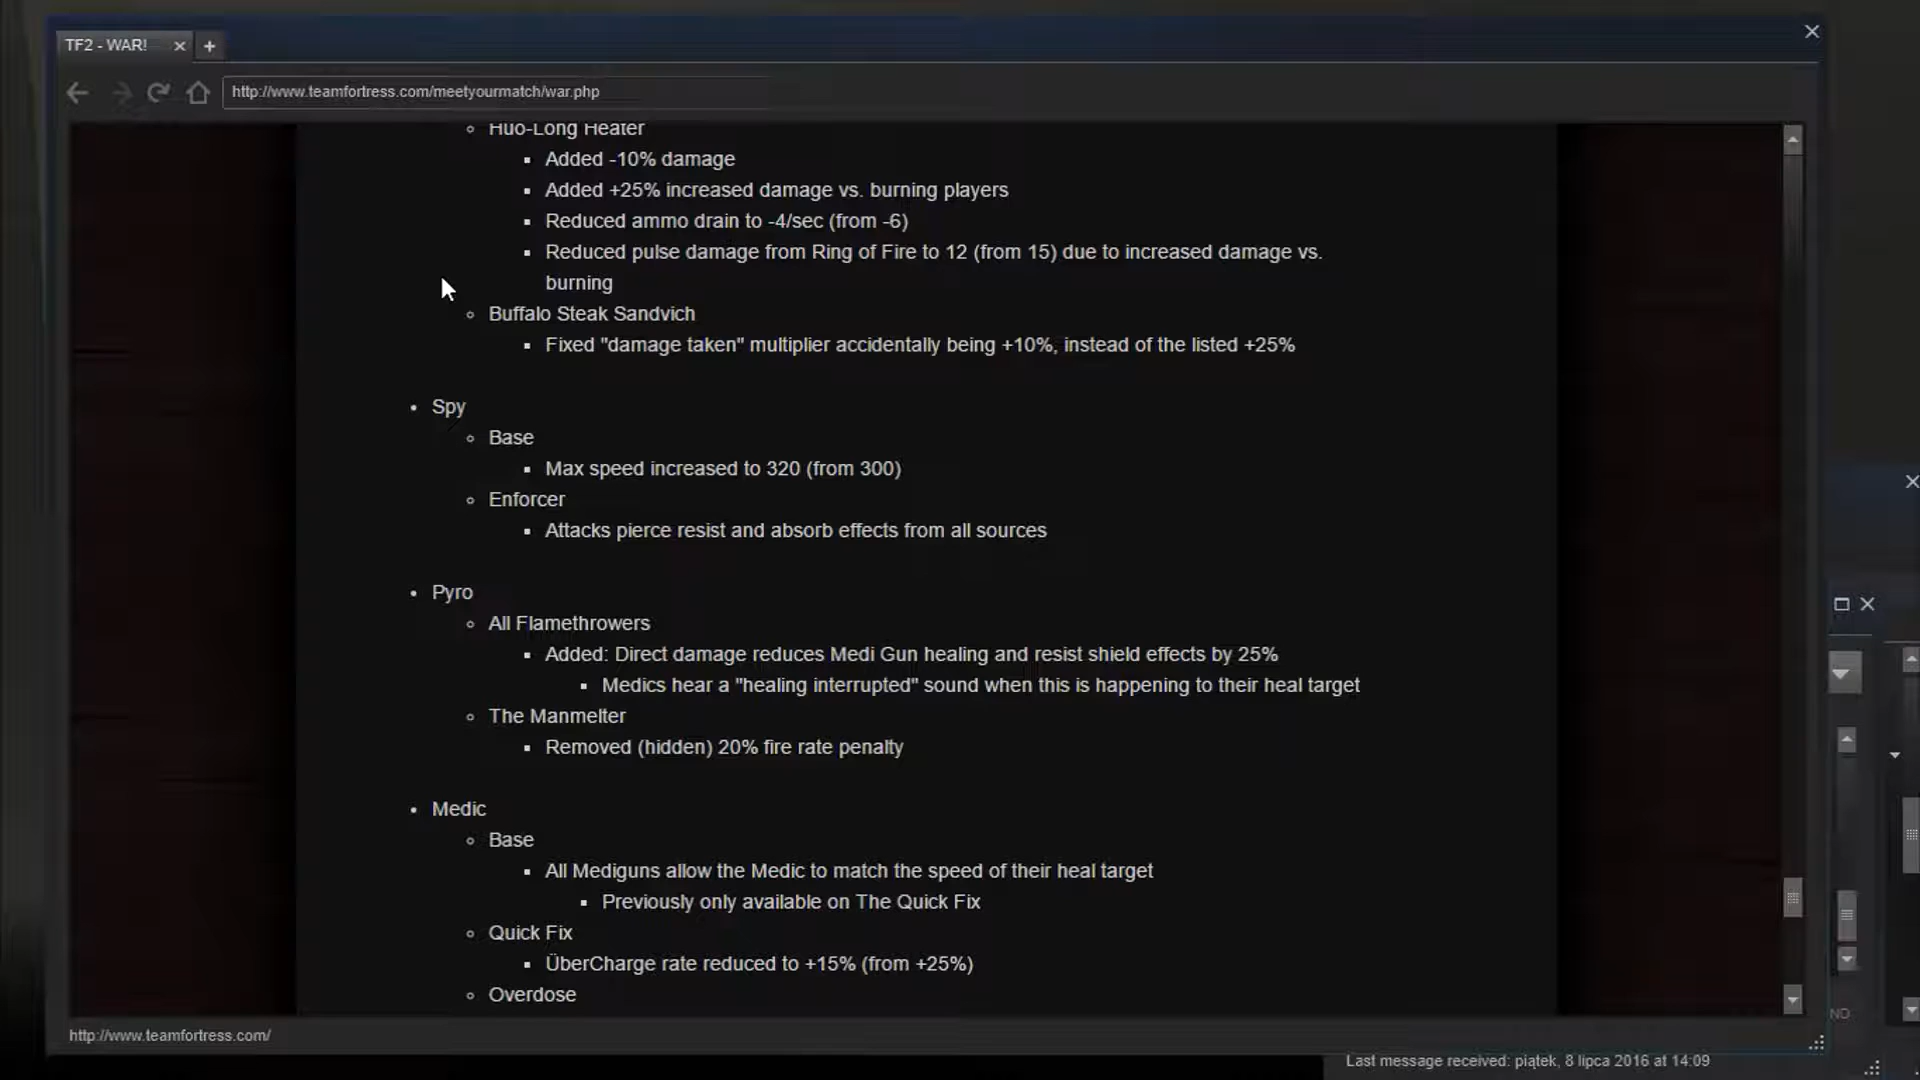 TF2 - WAR!
http://www.teamfortress.com/meetyourmatch/war.php
Huo-Long Heater
Added -10% damage
Added +25% increased damage vs. burning players
Reduced ammo drain to -4/sec (from -6)
Reduced pulse damage from Ring of Fire to 12 (from 15) due to increased damage vs.
burning
Buffalo Steak Sandvich
Fixed "damage taken" multiplier accidentally being +10%, instead of the listed +25%
Spy
Base
Max speed increased to 320 (from 300)
Enforcer
Attacks pierce resist and absorb effects from all sources
Pyro
All Flamethrowers
Added: Direct damage reduces Medi Gun healing and resist shield effects by 25%
Medics hear a "healing interrupted" sound when this is happening to their heal target
The Manmelter
Removed (hidden) 20% fire rate penalty
Medic
Base
All Mediguns allow the Medic to match the speed of their heal target
Previously only available on The Quick Fix
Quick Fix
ÜberCharge rate reduced to +15% (from +25%)
Overdose
ND
http://www.teamfortress.com/
Last message received: piątek, 8 lipca 2016 at 14:09